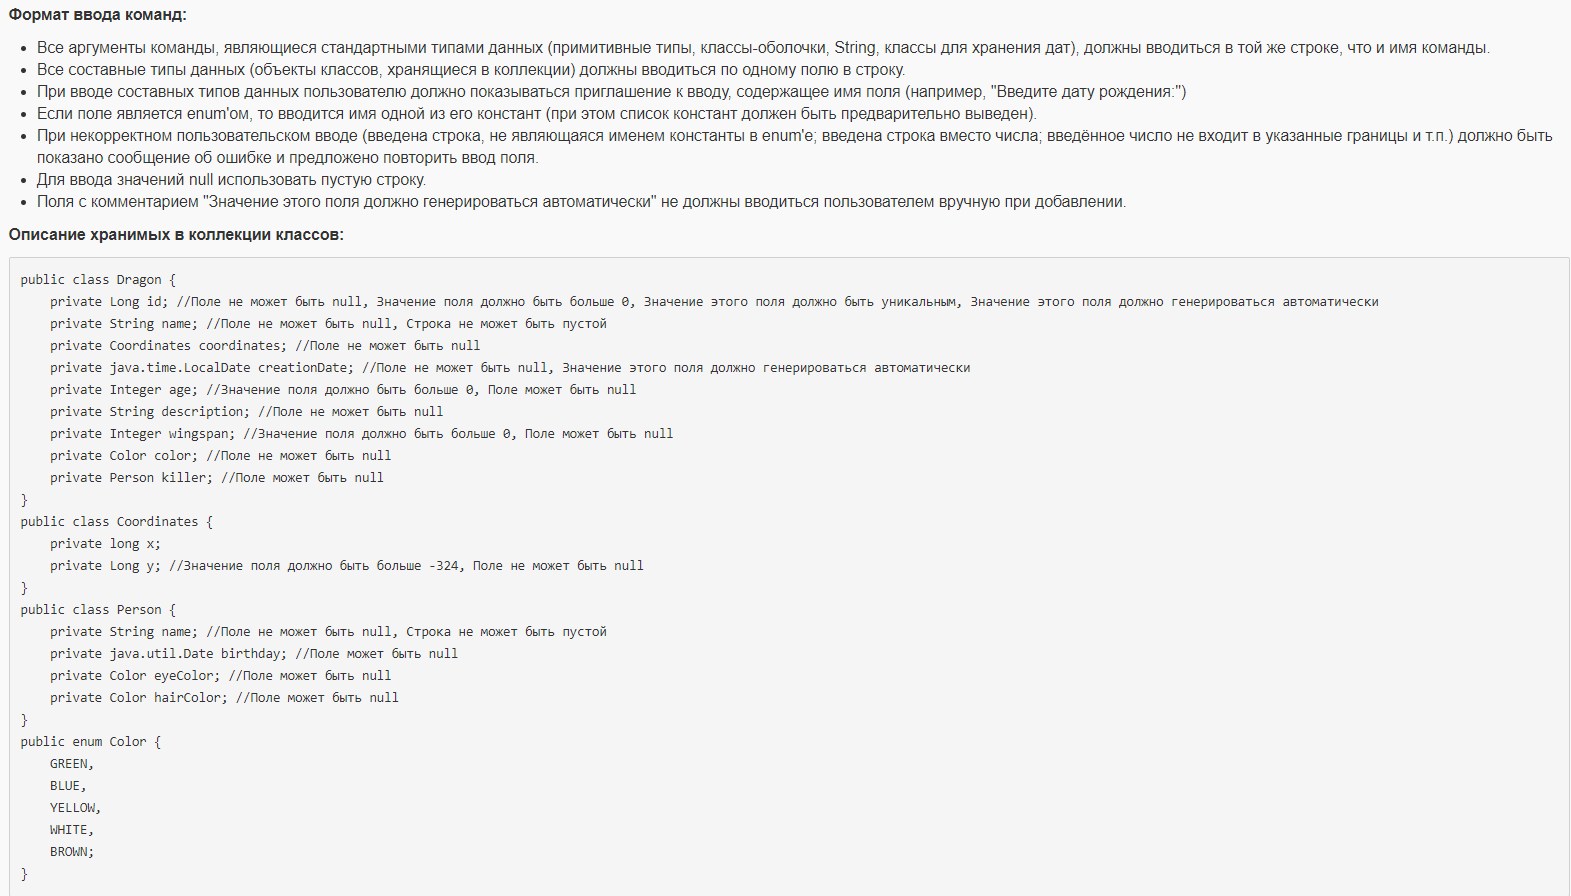 Формат ввода команд:
Все аргументы команды, являющиеся стандартными типами данных (примитивные типы, классы-оболочки, String, классы для хранения дат), должны вводиться в той же строке, что и имя команды.
Все составные типы данных (объекты классов, хранящиеся в коллекции) должны вводиться по одному полю в строку.
При вводе составных типов данных пользователю должно показываться приглашение к вводу, содержащее имя поля (например, "Введите дату рождения:")
Если поле является enum'ом, то вводится имя одной из его констант (при этом список констант должен быть предварительно выведен).
При некорректном пользовательском вводе (введена строка, не являющаяся именем константы в enum'е; введена строка вместо числа; введённое число не входит в указанные границы и т.п.) должно быть
показано сообщение об ошибке и предложено повторить ввод поля.
Для ввода значений null использовать пустую строку.
Поля с комментарием "Значение этого поля должно генерироваться автоматически" не должны вводиться пользователем вручную при добавлении.
Описание хранимых в коллекции классов:
public class Dragon {
    private Long id; //Поле не может быть null, Значение поля должно быть больше 0, Значение этого поля должно быть уникальным, Значение этого поля должно генерироваться автоматически
    private String name; //Поле не может быть null, Строка не может быть пустой
    private Coordinates coordinates; //Поле не может быть null
    private java.time.LocalDate creationDate; //Поле не может быть null, Значение этого поля должно генерироваться автоматически
    private Integer age; //Значение поля должно быть больше 0, Поле может быть null
    private String description; //Поле не может быть null
    private Integer wingspan; //Значение поля должно быть больше 0, Поле может быть null
    private Color color; //Поле не может быть null
    private Person killer; //Поле может быть null
}
public class Coordinates {
    private long x;
    private Long y; //Значение поля должно быть больше -324, Поле не может быть null
}
public class Person {
    private String name; //Поле не может быть null, Строка не может быть пустой
    private java.util.Date birthday; //Поле может быть null
    private Color eyeColor; //Поле может быть null
    private Color hairColor; //Поле может быть null
}
public enum Color {
    GREEN,
    BLUE,
    YELLOW,
    WHITE,
    BROWN;
}